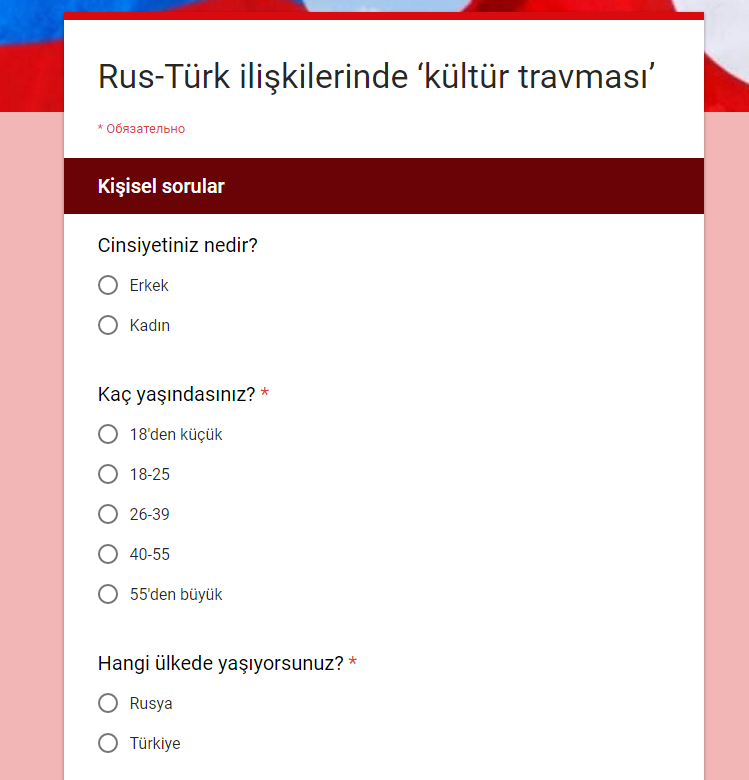 Rus-Türk ilişkilerinde ‘kültür travması’
* Обязательно
Kişisel sorular
Cinsiyetiniz nedir?
Erkek
Kadın
Kaç yaşındasınız? *
18'den küçük
18-25
26-39
40-55
55'den büyük
Hangi ülkede yaşıyorsunuz? *
Rusya
Türkiye